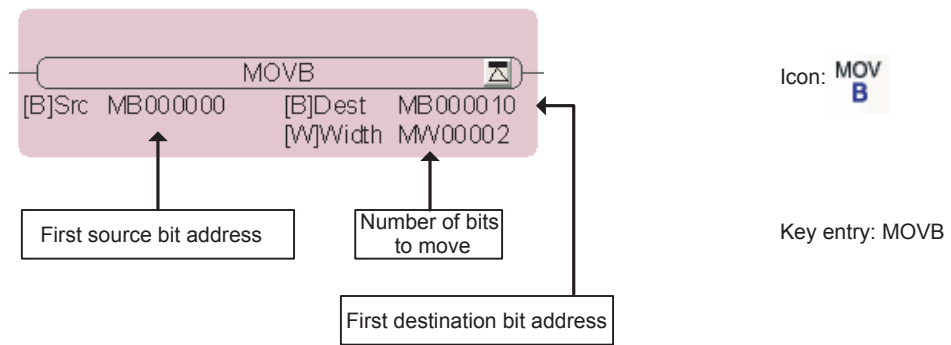 MOVB
[B]Src MB000000 [B]Dest MB000010
[W]Width MW00002
First source bit address
Number of bits
to move
First destination bit address
Icon: MOV
B
Key entry: MOVB